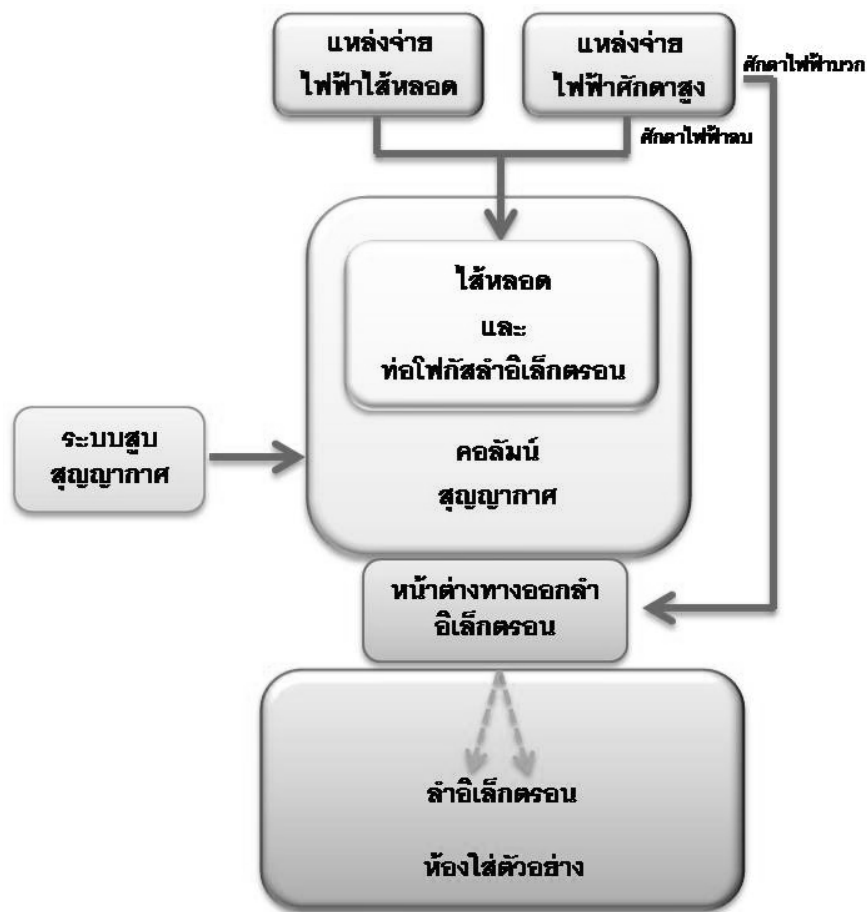 แหล่งจ่าย
ไฟฟ้าไส้หลอด
แหล่งจ่าย
ไฟฟ้าศักดาสูง
ศักดาไฟฟ้าบวก
ศักดาไฟฟ้าลบ
ไส้หลอด
และ
ท่อโฟกัสลำอิเล็กตรอน
ระบบสูบ
สุญญากาศ
คอลัมน์
สุญญากาศ
หน้าต่างทางออกลำ
อิเล็กตรอน
ลำอิเล็กตรอน
ห้องใส่ตัวอย่าง